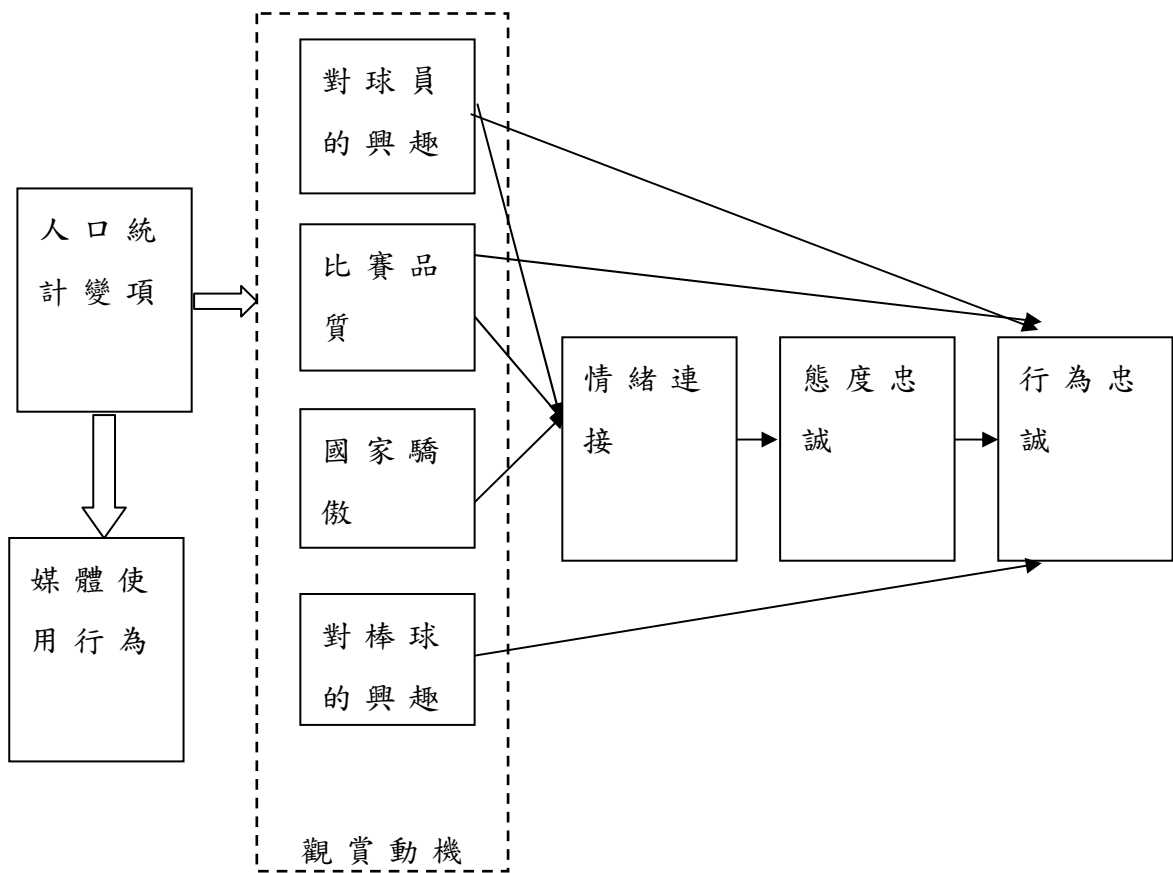 對球員
的興趣
人口統
計變項
比賽品
質
情緒連
接
態度忠
誠
行為忠
誠
國家驕
傲
媒體使
用行為
對棒球
的興趣
觀賞動機